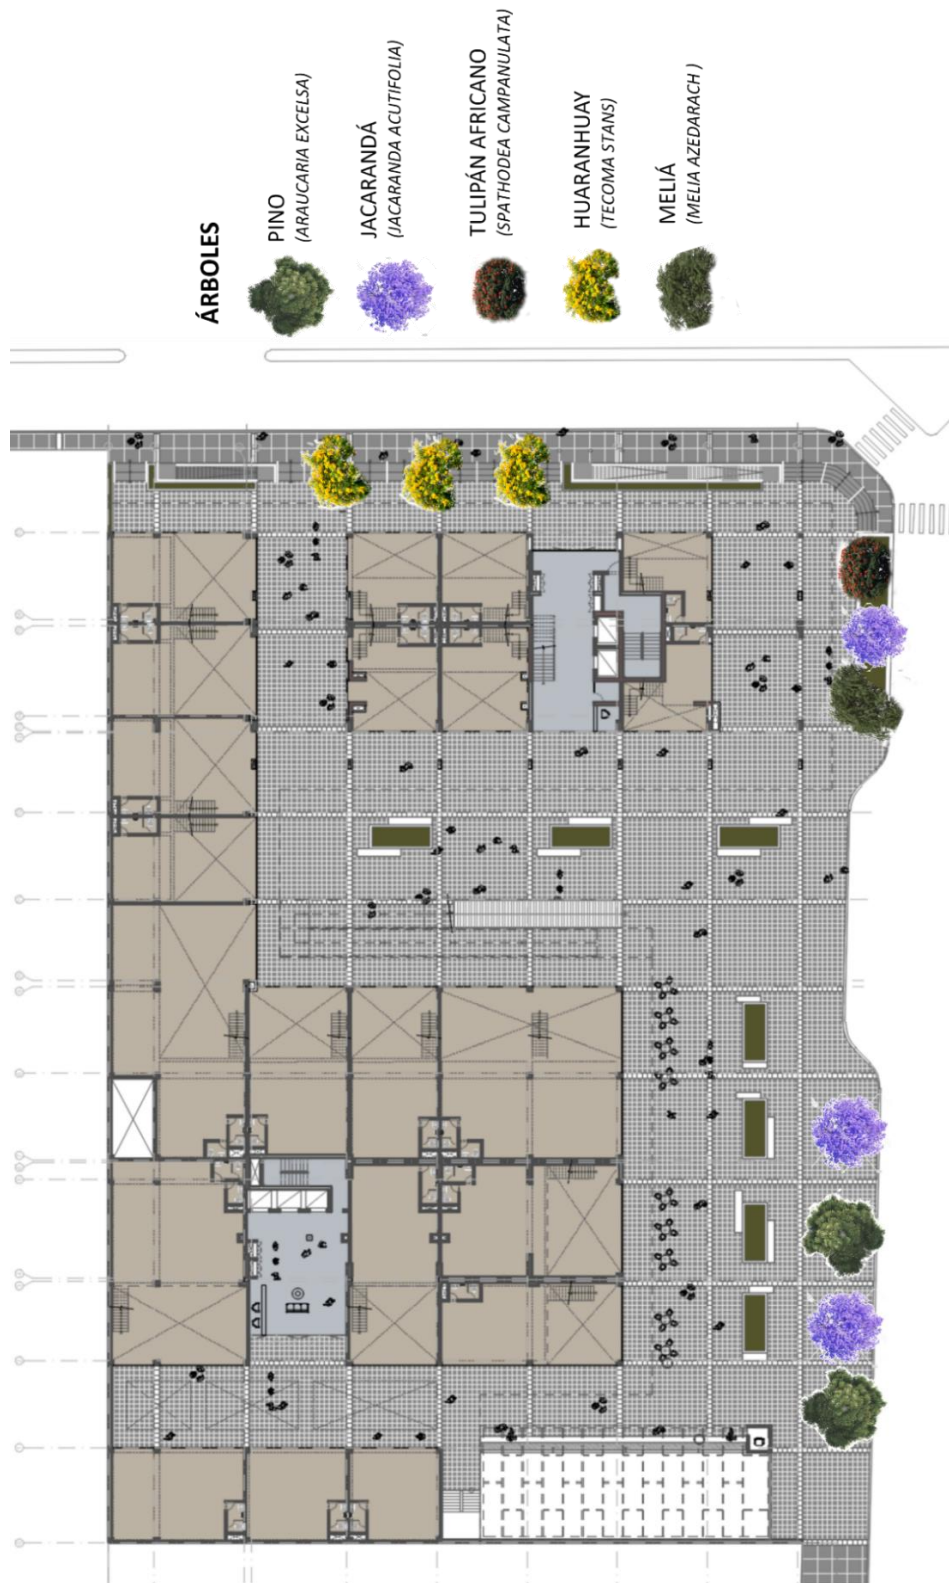 ÁRBOLES
PINO
(ARAUCARIA EXCELSA)
JACARANDÁ
(JACARANDA ACUTIFOLIA)
TULIPÁN AFRICANO
(SPATHODEA CAMPANULATA)
HUARANHUAY
(TECOMA STANS)
MELIÁ
(MELIA AZEDARACH )